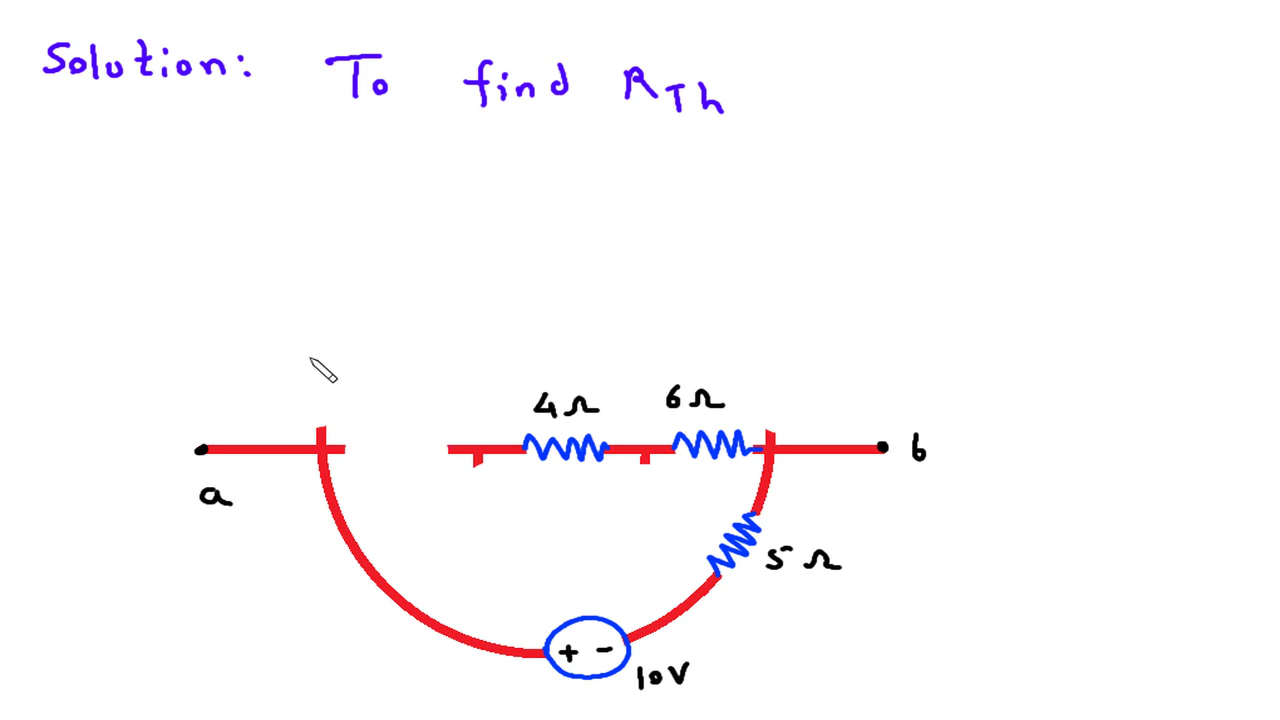 Solution: To find RTh
4Ω 6Ω
a b
5Ω
+ -
10V